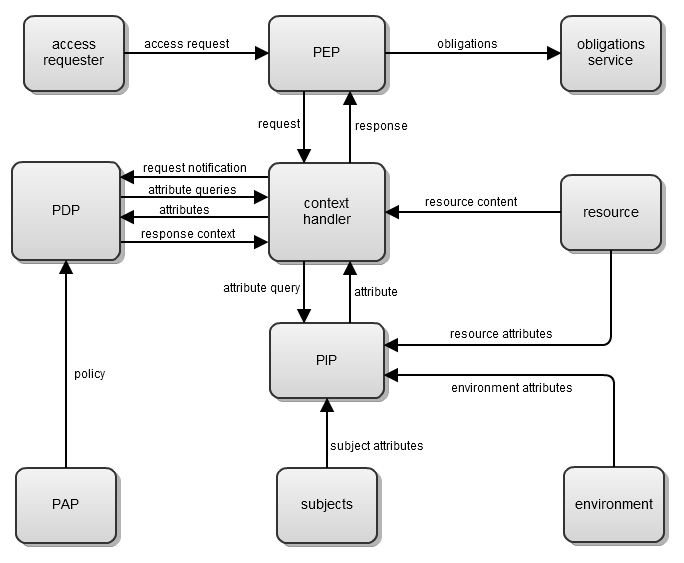 access
requester
access request
PEP
obligations
obligations
service
request
response
PDP
request notification
attribute queries
attributes
response context
context
handler
resource content
resource
attribute query
attribute
PIP
resource attributes
environment attributes
policy
subject attributes
PAP
subjects
environment